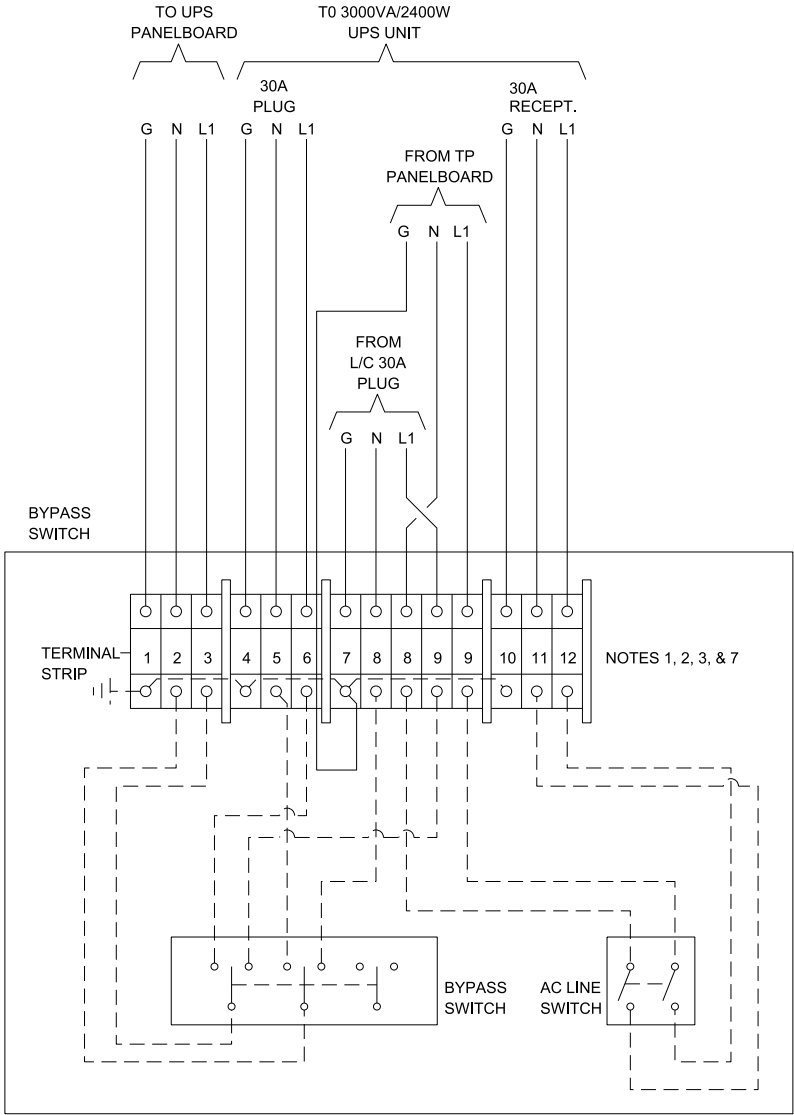 TO UPS
PANELBOARD
T0 3000VA/2400W
UPS UNIT
30A
PLUG
30A
RECEPT.
G N L1 G N L1 G N L1
FROM TP
PANELBOARD
G N L1
FROM
L/C 30A
PLUG
G N L1
BYPASS
SWITCH
TERMINAL
STRIP
1 2 3 4 5 6 7 8 8 9 9 10 11 12
NOTES 1, 2, 3, & 7
BYPASS
SWITCH
AC LINE
SWITCH